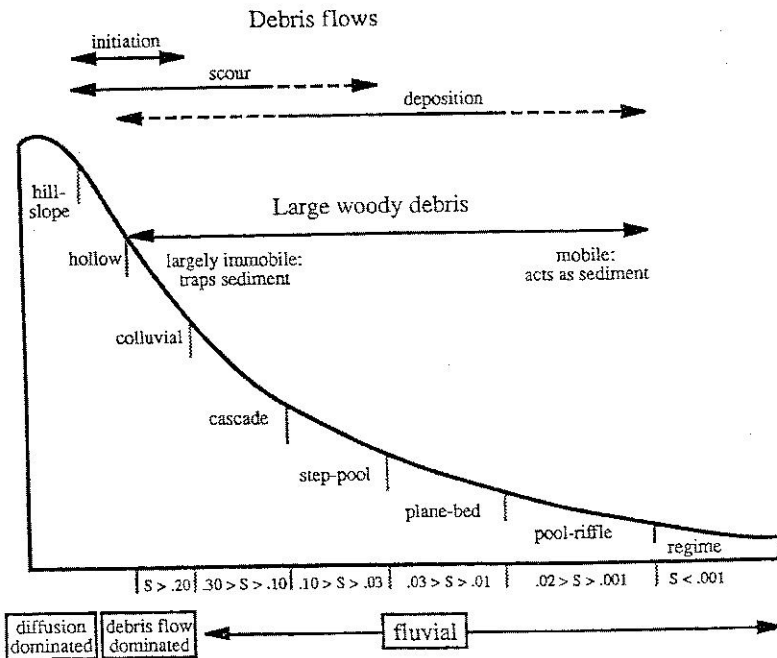 Debris flows
initiation
scour
deposition
hill-
slope
Large woody debris
hollow
largely immobile:
traps sediment
mobile:
acts as sediment
colluvial
cascade
step-pool
plane-bed
pool-riffle
regime
S > .20
.30 > S > .10
.10 > S > .03
.03 > S > .01
.02 > S > .001
S < .001
diffusion
dominated
debris flow
dominated
fluvial